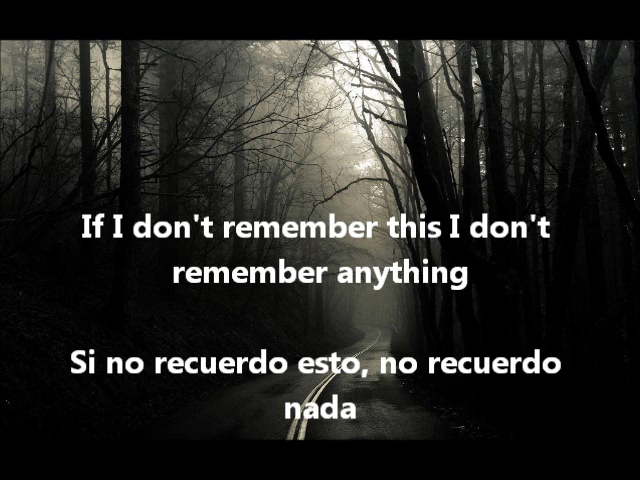 If I don't remember this I don't
remember anything
Si no recuerdo esto, no recuerdo
nada